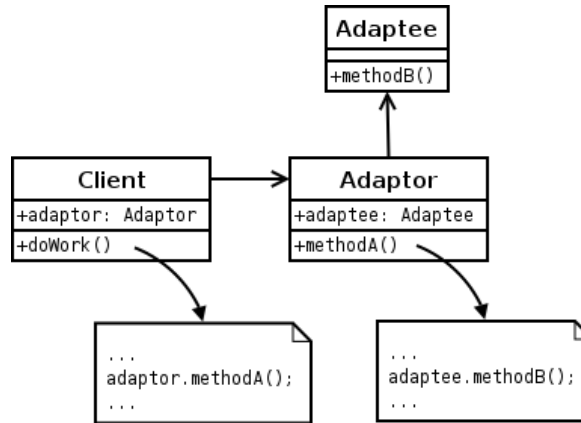 Adaptee
+methodB()
Client
+adaptor: Adaptor
+doWork()
Adaptor
+adaptee: Adaptee
+methodA()
...
adaptor.methodA();
...
...
adaptee.methodB();
...